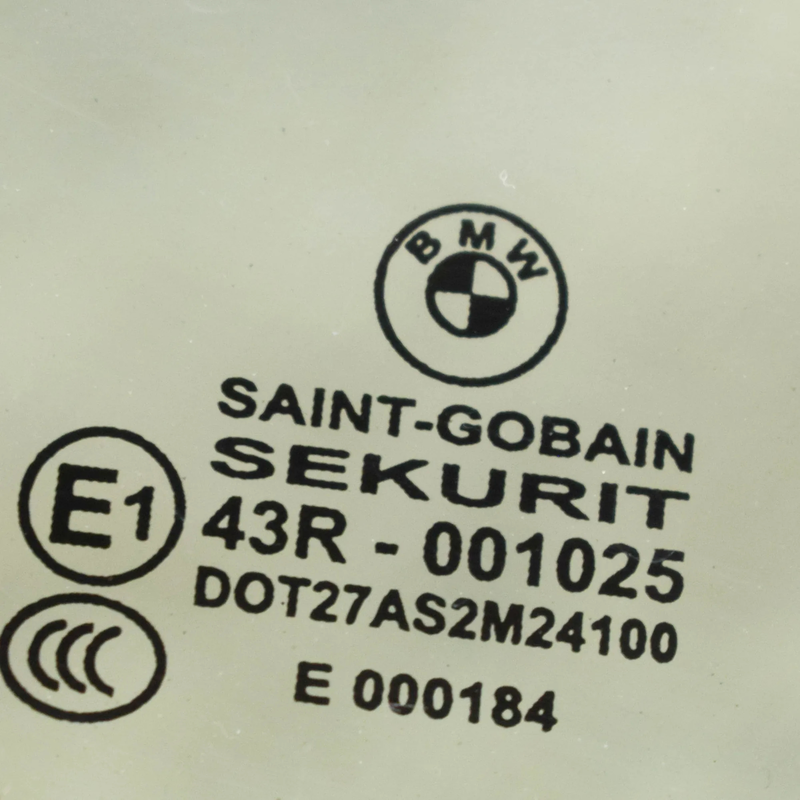 BMW
SAINT-GOBAIN
SEKURIT
E1
43R - 001025
DOT27AS2M24100
CCC
E 000184